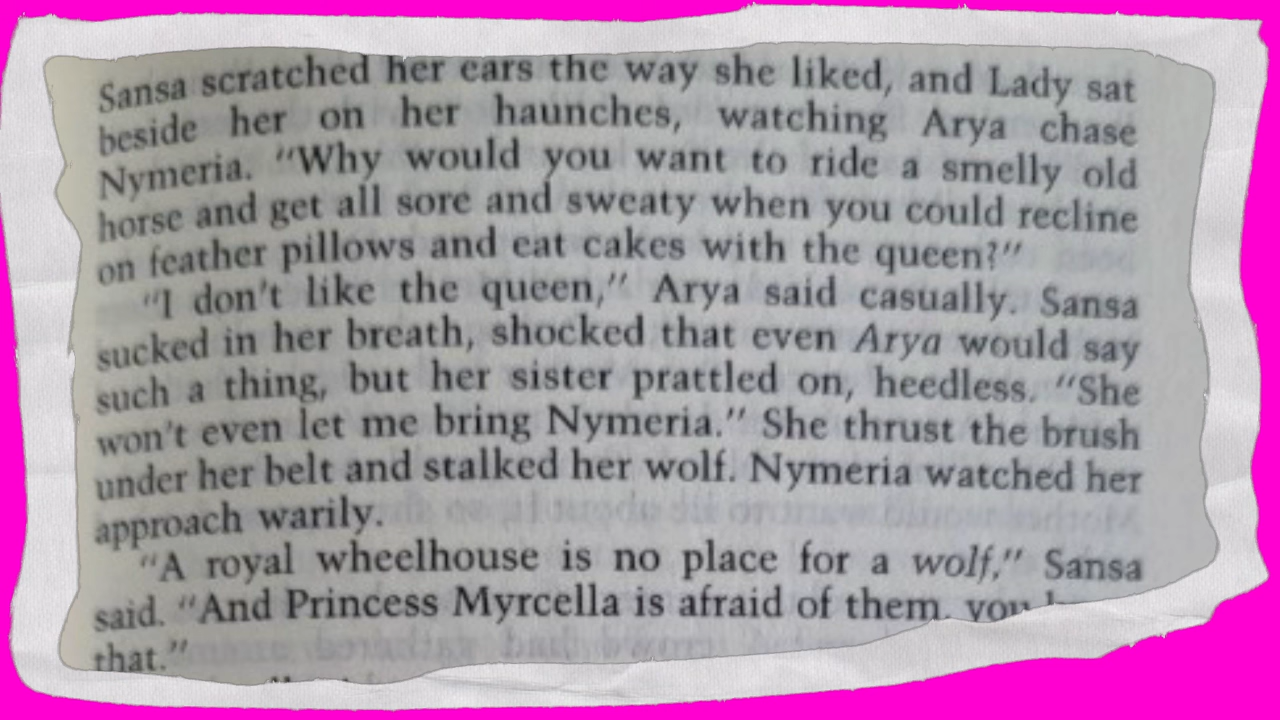 Sansa scratched her ears the way she liked, and Lady sat
beside her on her haunches, watching Arya chase
Nymeria. “Why would you want to ride a smelly old
horse and get all sore and sweaty when you could recline
on feather pillows and eat cakes with the queen?”
“I don’t like the queen,” Arya said casually. Sansa
sucked in her breath, shocked that even Arya would say
such a thing, but her sister prattled on, heedless. “She
won’t even let me bring Nymeria.” She thrust the brush
under her belt and stalked her wolf. Nymeria watched her
approach warily.
“A royal wheelhouse is no place for a wolf,” Sansa
said. “And Princess Myrcella is afraid of them, you
that.”